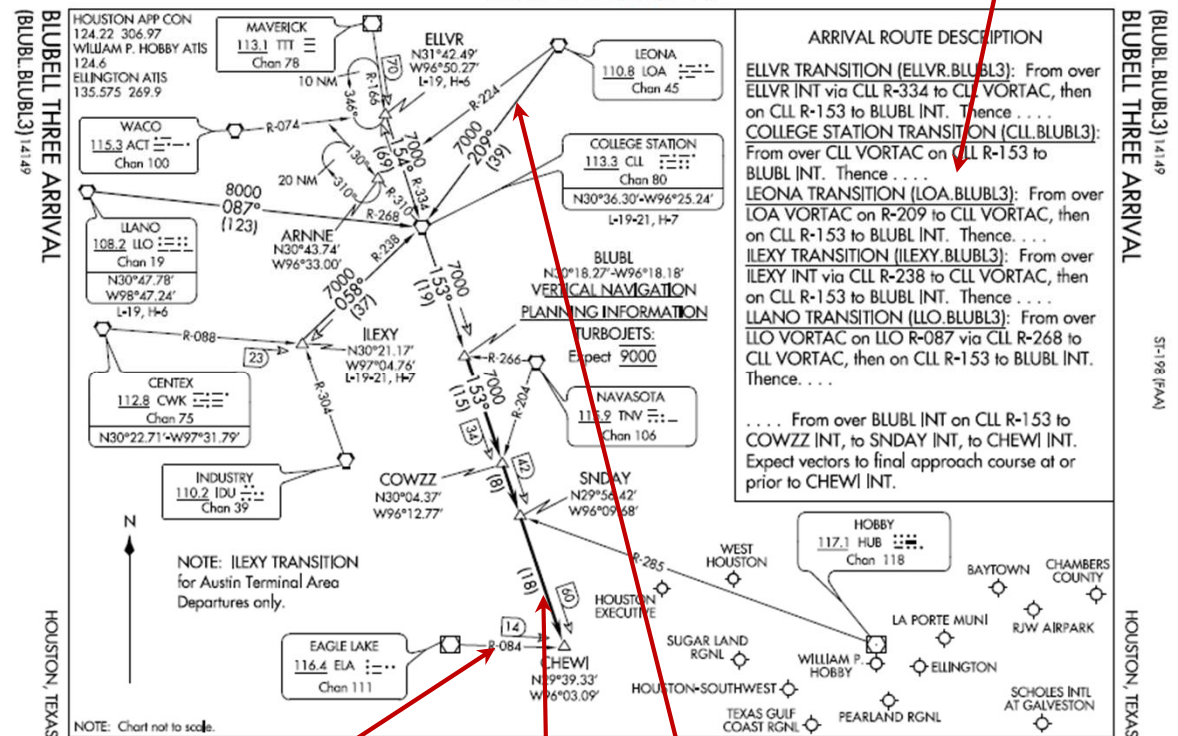 (BLUBL.BLUBL3) 14149
BLUBELL THREE ARRIVAL
HOUSTON, TEXAS
HOUSTON APP CON
124.22 306.97
WILLIAM P. HOBBY ATIS
124.6
ELLINGTON ATIS
135.575 269.9
MAVERICK
113.1 TTT
Chan 78
ELLVR
N31°42.49′
W96°50.27′
L-19, H-6
LEONA
110.8 LOA
Chan 45
70
10 NM
R-166
346°
R-224
WACO
115.3 ACT
Chan 100
R-074
7000
154°
(69)
R-334
7000
209°
(39)
COLLEGE STATION
113.3 CLL
Chan 80
N30°36.30′-W96°25.24′
L-19-21, H-7
20 NM
130°
310°
R-310
8000
087°
(123)
R-268
LLANO
108.2 LLO
Chan 19
N30°47.78′
W98°47.24′
L-19, H-6
ARNNE
N30°43.74′
W96°33.00′
R-238
7000
058°
(37)
7000
153°
(19)
BLUBL
N30°18.27′-W96°18.18′
VERTICAL NAVIGATION
PLANNING INFORMATION
TURBOJETS:
Expect 9000
R-088
23
ILEXY
N30°21.17′
W97°04.76′
L-19-21, H-7
R-266
CENTEX
112.8 CWK
Chan 75
N30°22.71′-W97°31.79′
R-304
7000
153°
(15)
R-204
NAVASOTA
115.9 TNV
Chan 106
34
INDUSTRY
110.2 IDU
Chan 39
COWZZ
N30°04.37′
W96°12.77′
42
(8)
SNDAY
N29°56.42′
W96°09.68′
N
NOTE: ILEXY TRANSITION
for Austin Terminal Area
Departures only.
R-285
HOBBY
117.1 HUB
Chan 118
(18)
60
14
R-084
EAGLE LAKE
116.4 ELA
Chan 111
CHEWI
N29°39.33′
W96°03.09′
WEST
HOUSTON
HOUSTON
EXECUTIVE
BAYTOWN
CHAMBERS
COUNTY
RJW AIRPARK
LA PORTE MUNI
SUGAR LAND
RGNL
WILLIAM P.
HOBBY
ELLINGTON
HOUSTON-SOUTHWEST
TEXAS GULF
COAST RGNL
PEARLAND RGNL
SCHOLES INTL
AT GALVESTON
NOTE: Chart not to scale.
ARRIVAL ROUTE DESCRIPTION
ELLVR TRANSITION (ELLVR.BLUBL3): From over
ELLVR INT via CLL R-334 to CLL VORTAC, then
on CLL R-153 to BLUBL INT. Thence . . . .
COLLEGE STATION TRANSITION (CLL.BLUBL3):
From over CLL VORTAC on CLL R-153 to
BLUBL INT. Thence . . . .
LEONA TRANSITION (LOA.BLUBL3): From over
LOA VORTAC on R-209 to CLL VORTAC, then
on CLL R-153 to BLUBL INT. Thence. . . .
ILEXY TRANSITION (ILEXY.BLUBL3): From over
ILEXY INT via CLL R-238 to CLL VORTAC, then
on CLL R-153 to BLUBL INT. Thence . . . .
LLANO TRANSITION (LLO.BLUBL3): From over
LLO VORTAC on LLO R-087 via CLL R-268 to
CLL VORTAC, then on CLL R-153 to BLUBL INT.
Thence. . . .
. . . . From over BLUBL INT on CLL R-153 to
COWZZ INT, to SNDAY INT, to CHEWI INT.
Expect vectors to final approach course at or
prior to CHEWI INT.
(BLUBL.BLUBL3) 14149
BLUBELL THREE ARRIVAL
ST-198 (FAA)
HOUSTON, TEXAS